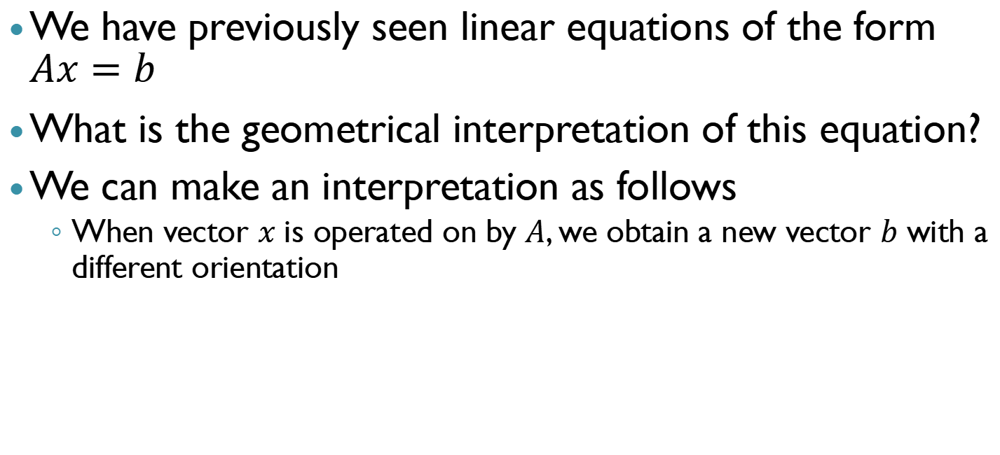 • We have previously seen linear equations of the form
Ax = b
• What is the geometrical interpretation of this equation?
• We can make an interpretation as follows
◦ When vector x is operated on by A, we obtain a new vector b with a
different orientation